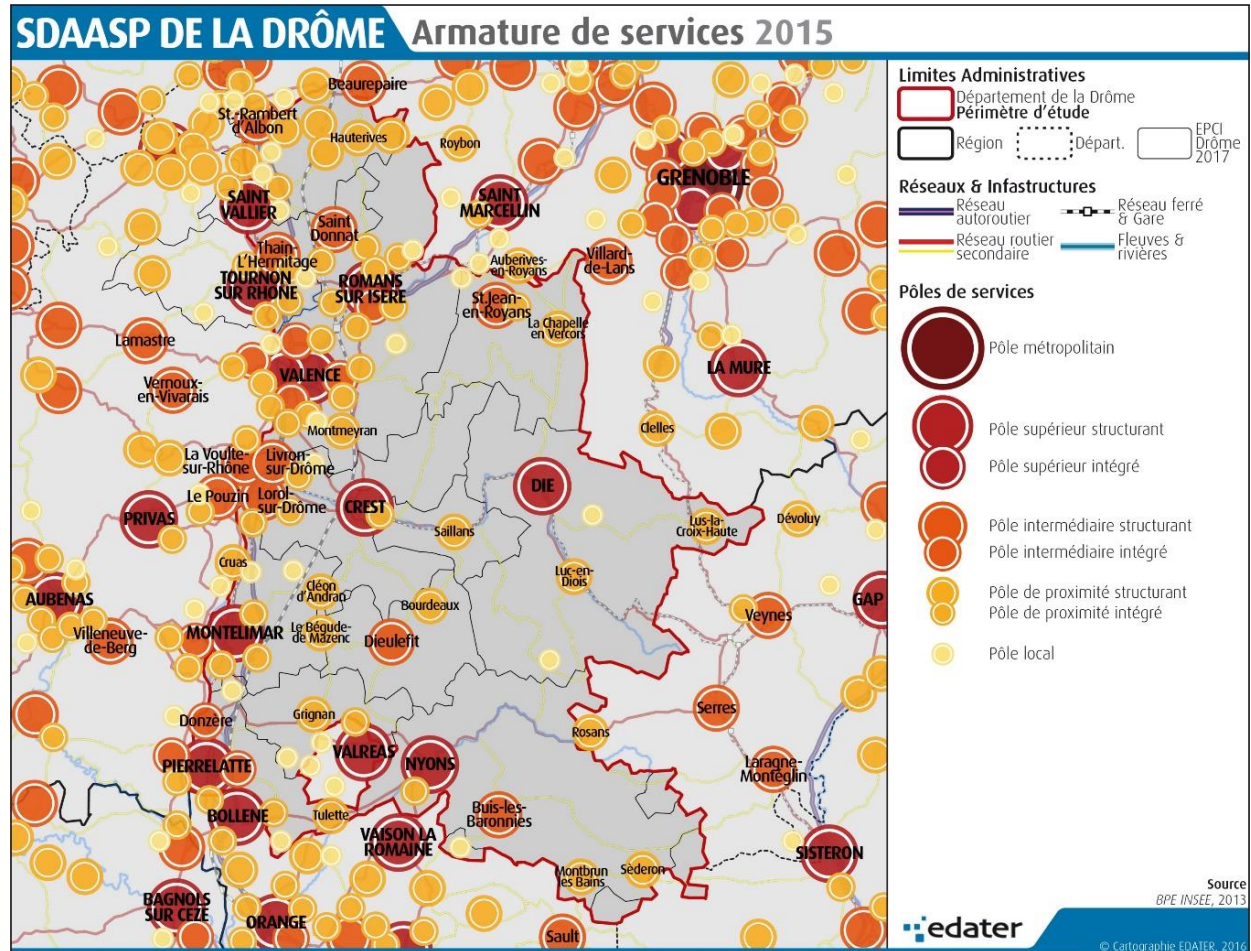 SDAASP DE LA DRÔME Armature de services 2015
Beaurepaire
St.-Rambert
d'Albon
Hauterives
Roybon
GRENOBLE
SAINT
VALLIER
SAINT
MARCELLIN
Saint
Donnat
Thain-
L'Hermitage
TOURNON
SUR RHÔNE
ROMANS
SUR ISERE
Auberives-
en-Royans
Villard-
de-Lans
St.Jean-
en-Royans
La Chapelle
en Vercors
Lamastre
VALENCE
LA MURE
Vernoux-
en-Vivarais
Montmeyran
Clelles
La Voulte-
sur-Rhône
Livron-
sur-Drôme
Le Pouzin
Lorol-
sur-Drôme
PRIVAS
CREST
DIE
Saillans
Lus-la-
Croix-Haute
Dévoluy
Cruas
Luc-en-
Diois
Cléon
d'Andran
Bourdeaux
AUBENAS
GAP
Veynes
Villeneuve-
de-Berg
MONTELIMAR
Le Bégude-
de Mazenc
Dieulefit
Donzère
Grignan
Serres
Rosans
PIERRELATTE
VALREAS
NYONS
Laragne-
Montéglin
BOLLENE
Tulette
Buis-les-
Baronnies
VAISON LA
ROMAINE
SISTERON
Montbrun
les Bains
Séderon
BAGNOLS
SUR CEZE
ORANGE
Sault
Limites Administratives
Département de la Drôme
Périmètre d'étude
Région
Départ.
EPCI
Drôme
2017
Réseaux & Infastructures
Réseau
autoroutier
Réseau ferré
& Gare
Réseau routier
secondaire
Fleuves &
rivières
Pôles de services
Pôle métropolitain
Pôle supérieur structurant
Pôle supérieur intégré
Pôle intermédiaire structurant
Pôle intermédiaire intégré
Pôle de proximité structurant
Pôle de proximité intégré
Pôle local
Source
BPE INSEE, 2013
edater
© Cartographie EDATER, 2016